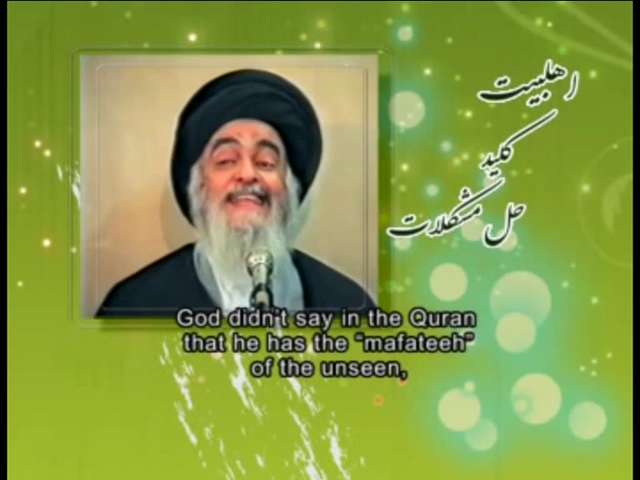 اهلبیت
کلید
حل مشکلات
God didn't say in the Quran
that he has the "mafateeh"
of the unseen,